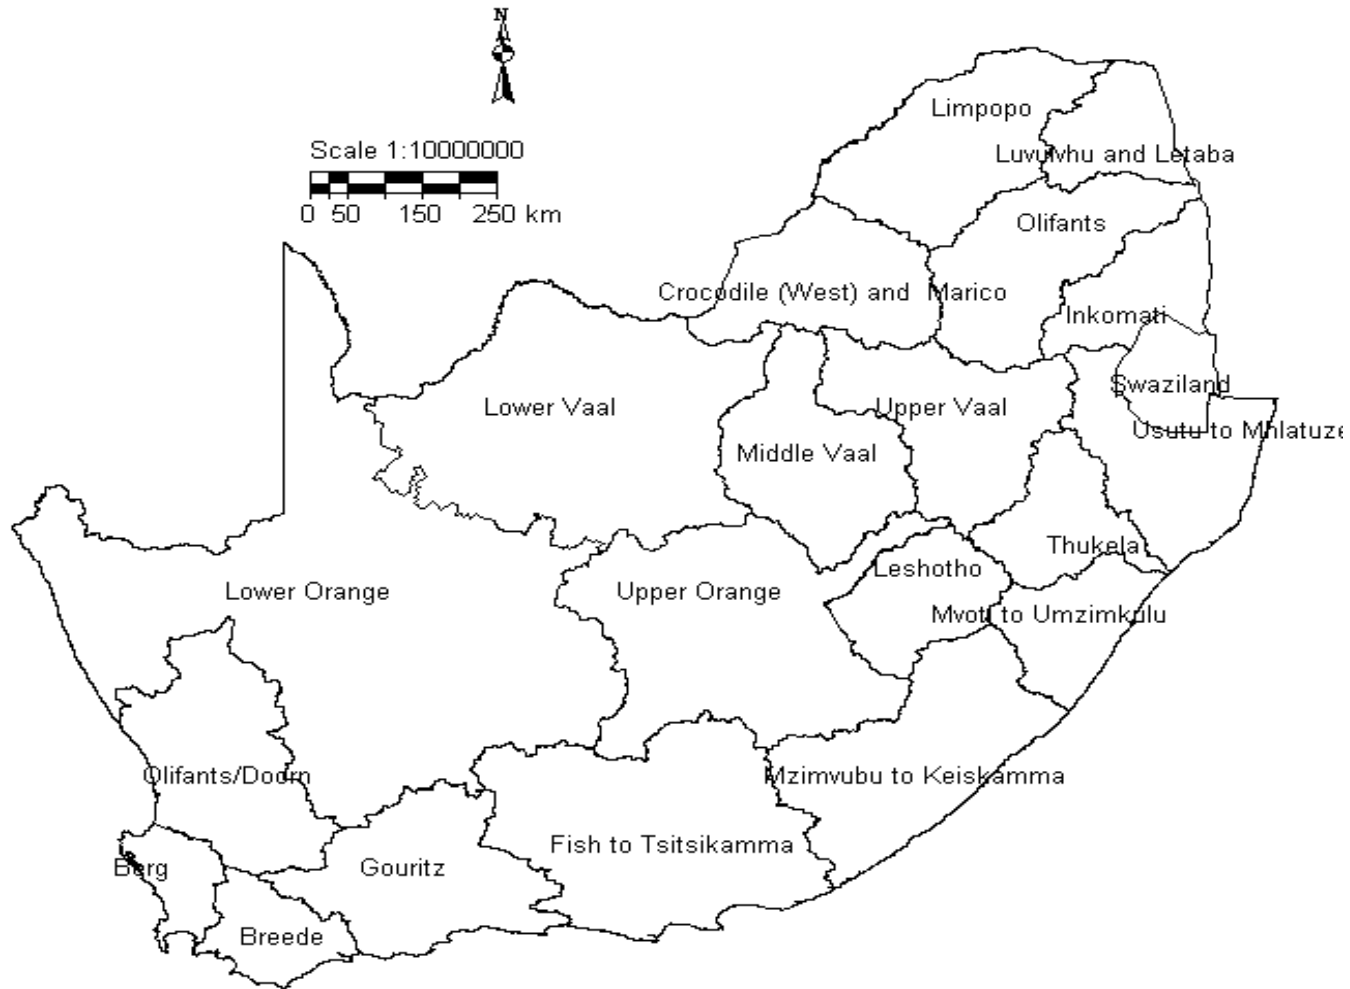 N
Scale 1:10000000
0 50 150 250 km
Limpopo
Luvuvhu and Letaba
Olifants
Crocodile (West) and Marico
Inkomati
Swaziland
Lower Vaal
Upper Vaal
Usutu to Mhlatuze
Middle Vaal
Thukela
Leshotho
Lower Orange
Upper Orange
Mvoti to Umzimkulu
Olifants/Doorn
Mzimvubu to Keiskamma
Fish to Tsitsikamma
Berg
Gouritz
Breede